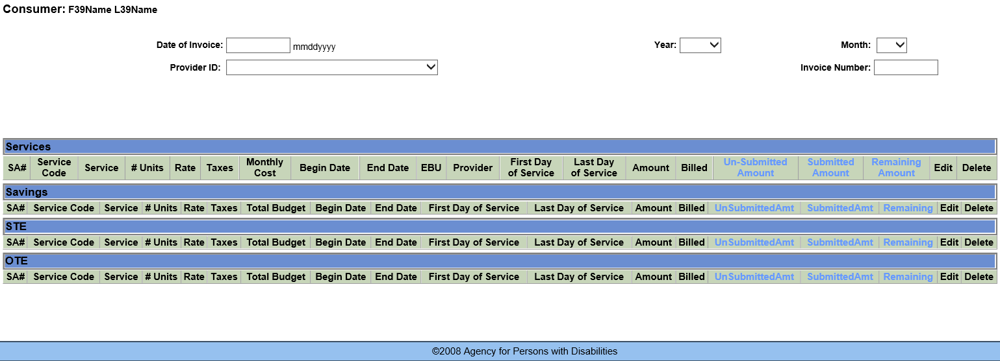 Consumer: F39Name L39Name
Date of Invoice: mmddyyyy Year: Month:
Provider ID: Invoice Number:
Services
SA# Service Code Service # Units Rate Taxes Monthly Cost Begin Date End Date EBU Provider First Day of Service Last Day of Service Amount Billed Un-Submitted Amount Submitted Amount Remaining Amount Edit Delete
Savings
SA# Service Code Service # Units Rate Taxes Total Budget Begin Date End Date First Day of Service Last Day of Service Amount Billed UnSubmittedAmt SubmittedAmt Remaining Edit Delete
STE
SA# Service Code Service # Units Rate Taxes Total Budget Begin Date End Date First Day of Service Last Day of Service Amount Billed UnSubmittedAmt SubmittedAmt Remaining Edit Delete
OTE
SA# Service Code Service # Units Rate Taxes Total Budget Begin Date End Date First Day of Service Last Day of Service Amount Billed UnSubmittedAmt SubmittedAmt Remaining Edit Delete
©2008 Agency for Persons with Disabilities